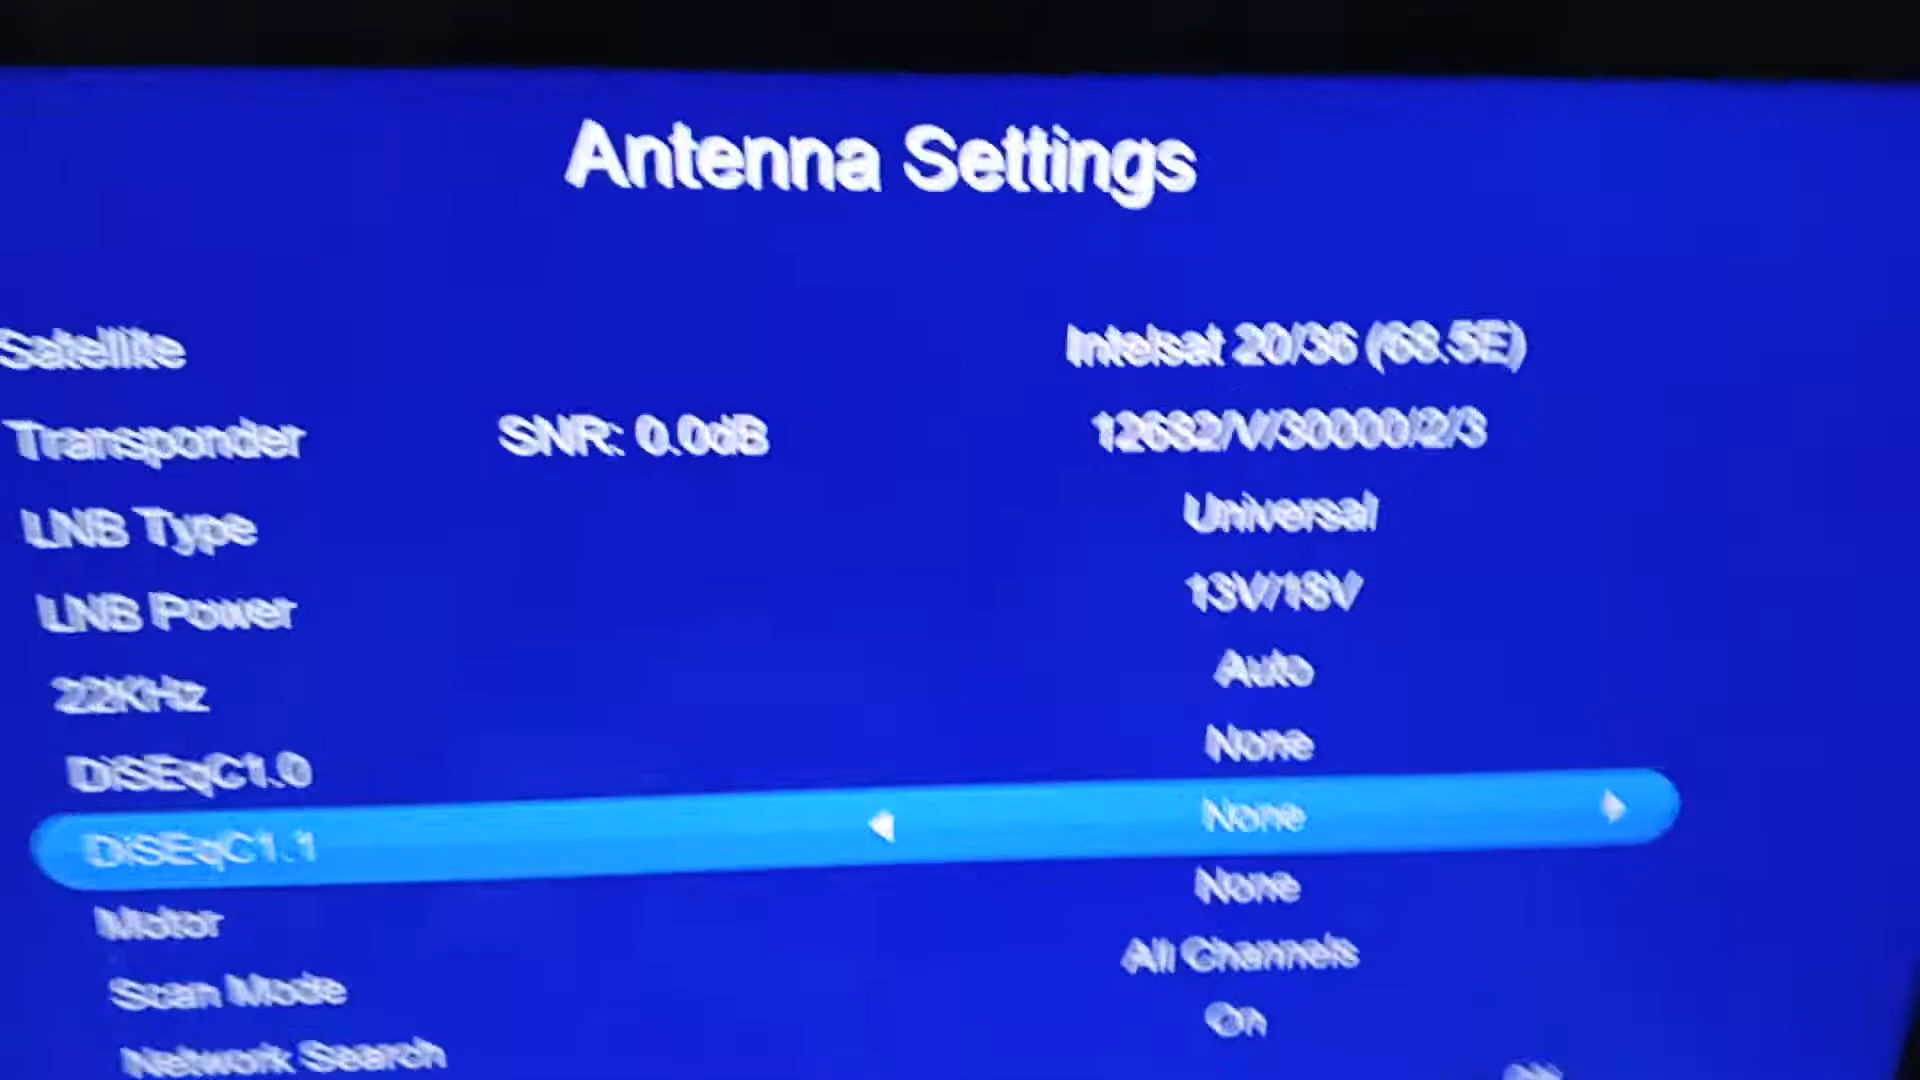 Antenna Settings
Satellite Intelsat 20/36 (68.5E)
Transponder SNR: 0.0dB 12682/V/30000/2/3
LNB Type Universal
LNB Power 13V/18V
22KHz Auto
DiSEqC1.0 None
DiSEqC1.1 None
Motor None
Scan Mode All Channels
Network Search On